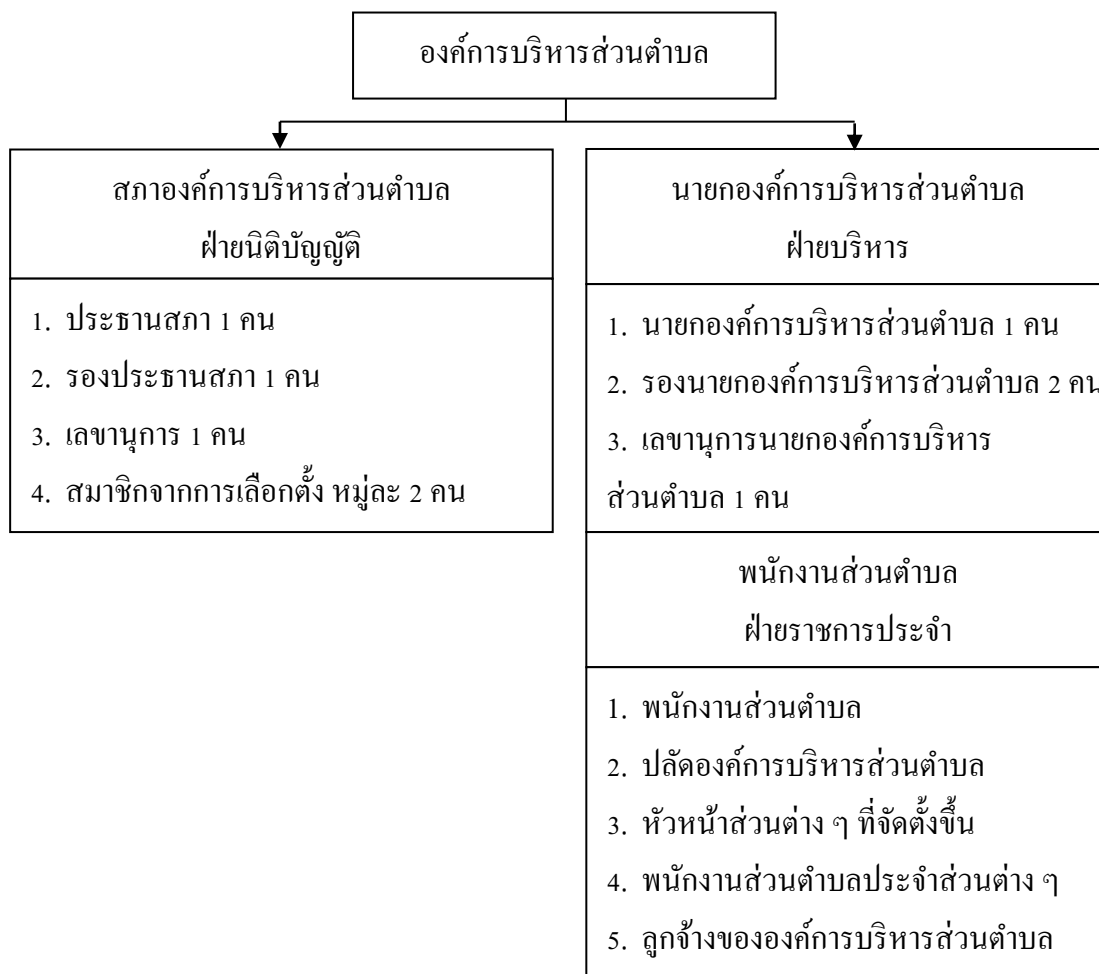 องค์การบริหารส่วนตำบล
สภาองค์การบริหารส่วนตำบล
ฝ่ายนิติบัญญัติ
1. ประธานสภา 1 คน
2. รองประธานสภา 1 คน
3. เลขานุการ 1 คน
4. สมาชิกจากการเลือกตั้ง หมู่ละ 2 คน
นายกองค์การบริหารส่วนตำบล
ฝ่ายบริหาร
1. นายกองค์การบริหารส่วนตำบล 1 คน
2. รองนายกองค์การบริหารส่วนตำบล 2 คน
3. เลขานุการนายกองค์การบริหาร
ส่วนตำบล 1 คน
พนักงานส่วนตำบล
ฝ่ายราชการประจำ
1. พนักงานส่วนตำบล
2. ปลัดองค์การบริหารส่วนตำบล
3. หัวหน้าส่วนต่าง ๆ ที่จัดตั้งขึ้น
4. พนักงานส่วนตำบลประจำส่วนต่าง ๆ
5. ลูกจ้างขององค์การบริหารส่วนตำบล